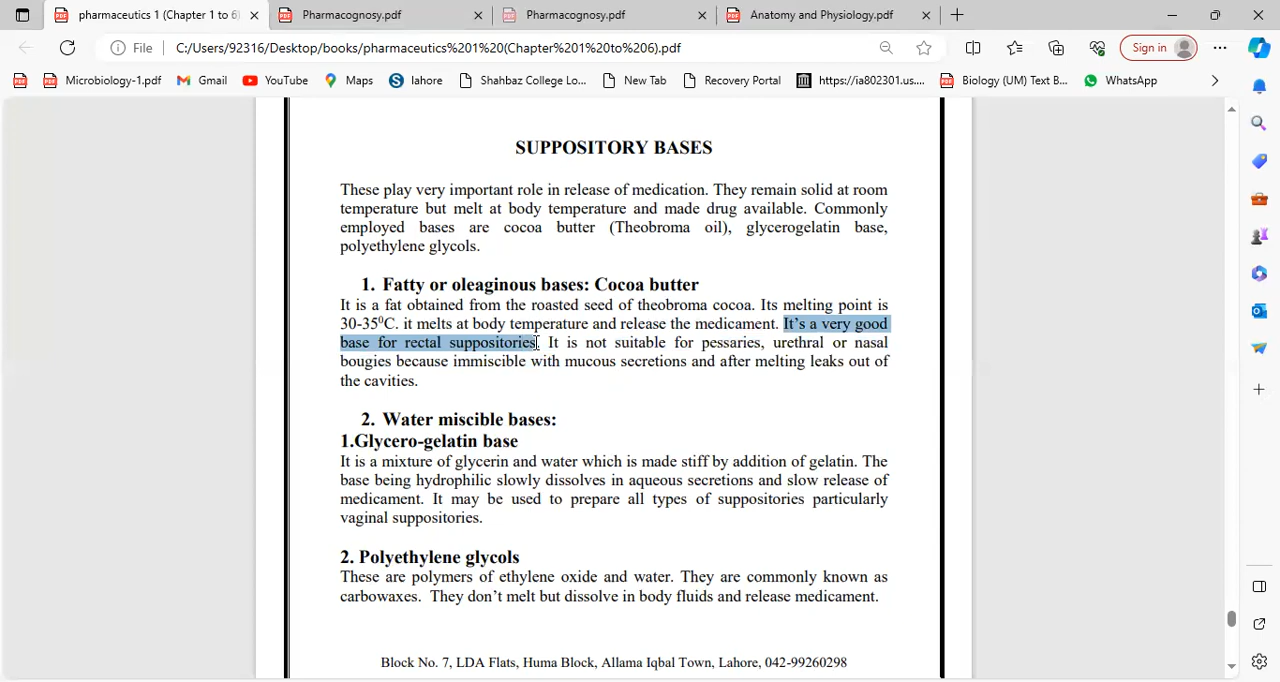 pharmaceutics 1 (Chapter 1 to 6)
Pharmacognosy.pdf
Pharmacognosy.pdf
Anatomy and Physiology.pdf
File
C:/Users/92316/Desktop/books/pharmaceutics%201%20(Chapter%201%20to%206).pdf
Sign in
Microbiology-1.pdf
Gmail
YouTube
Maps
lahore
Shahbaz College Lo...
New Tab
Recovery Portal
https://ia802301.us....
Biology (UM) Text B...
WhatsApp
SUPPOSITORY BASES
These play very important role in release of medication. They remain solid at room
temperature but melt at body temperature and made drug available. Commonly
employed bases are cocoa butter (Theobroma oil), glycerogelatin base,
polyethylene glycols.
1. Fatty or oleaginous bases: Cocoa butter
It is a fat obtained from the roasted seed of theobroma cocoa. Its melting point is
30-35⁰C. it melts at body temperature and release the medicament. It’s a very good
base for rectal suppositories. It is not suitable for pessaries, urethral or nasal
bougies because immiscible with mucous secretions and after melting leaks out of
the cavities.
2. Water miscible bases:
1.Glycero-gelatin base
It is a mixture of glycerin and water which is made stiff by addition of gelatin. The
base being hydrophilic slowly dissolves in aqueous secretions and slow release of
medicament. It may be used to prepare all types of suppositories particularly
vaginal suppositories.
2. Polyethylene glycols
These are polymers of ethylene oxide and water. They are commonly known as
carbowaxes. They don’t melt but dissolve in body fluids and release medicament.
Block No. 7, LDA Flats, Huma Block, Allama Iqbal Town, Lahore, 042-99260298